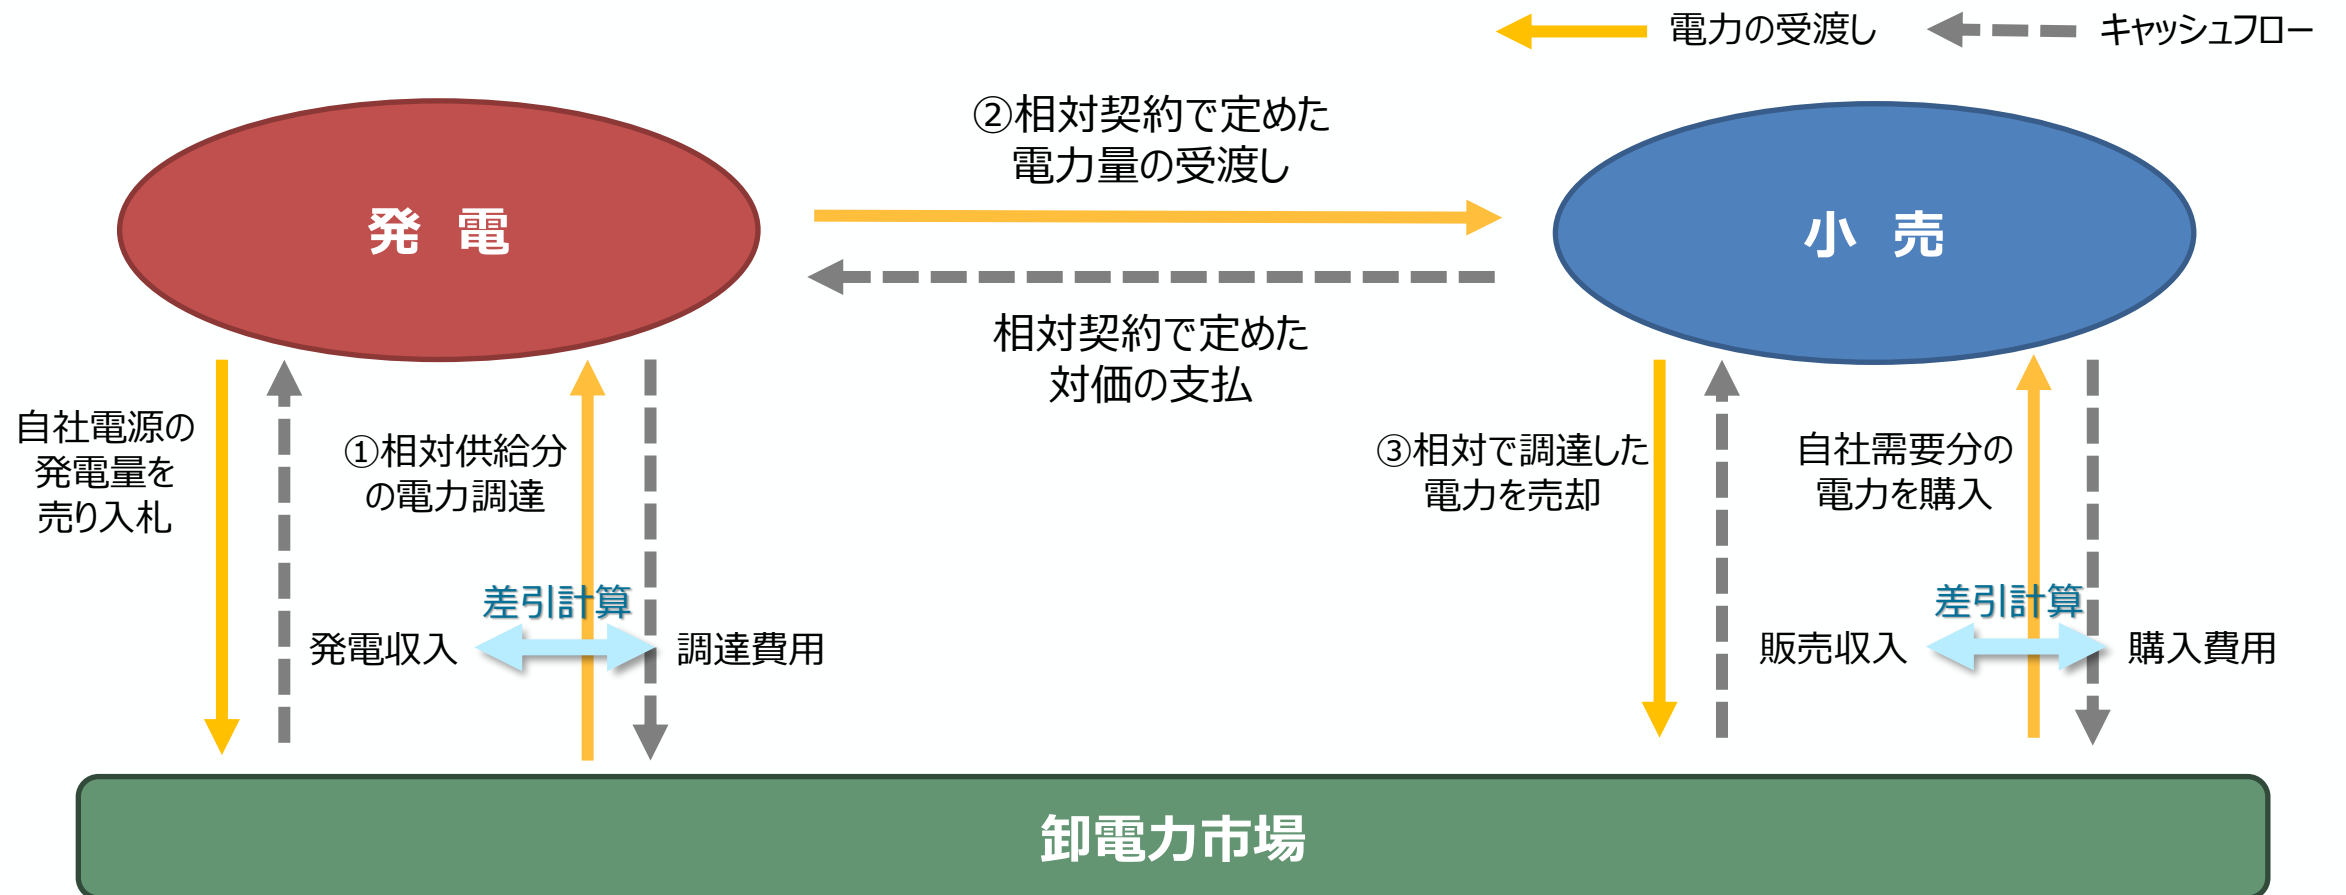 電力の受渡し
キャッシュフロー
②相対契約で定めた
電力量の受渡し
発 電
小 売
相対契約で定めた
対価の支払
自社電源の
発電量を
売り入札
①相対供給分
の電力調達
③相対で調達した
電力を売却
自社需要分の
電力を購入
差引計算
発電収入
調達費用
差引計算
販売収入
購入費用
卸電力市場